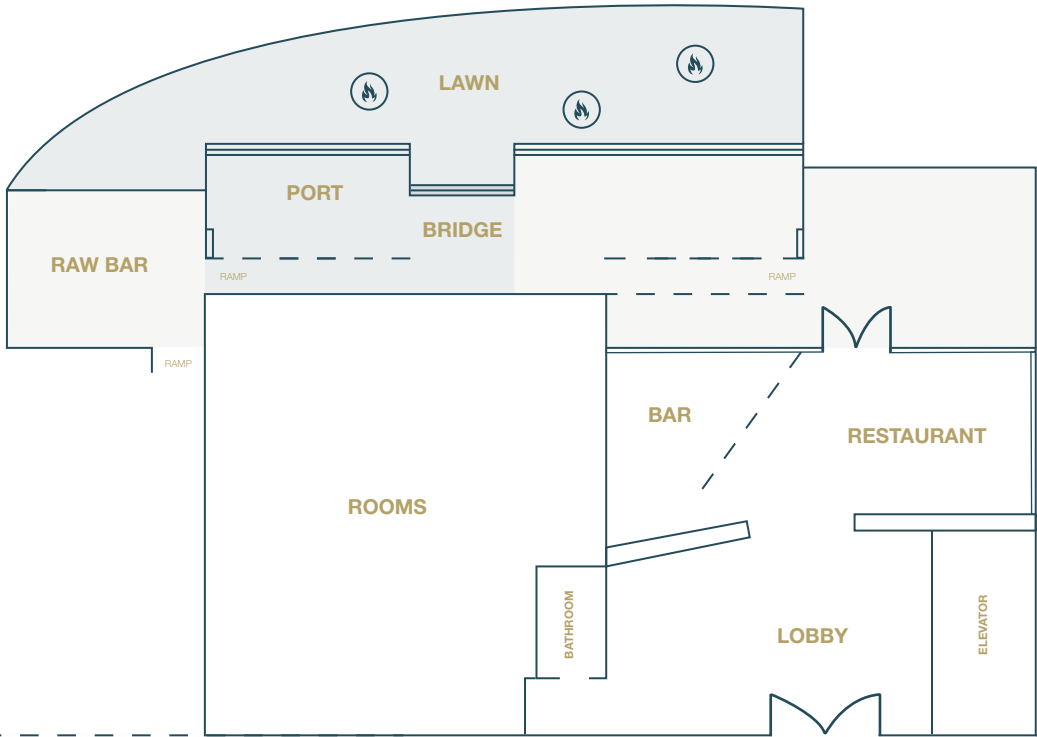 LAWN
PORT
BRIDGE
RAW BAR
RAMP
RAMP
RAMP
BAR
RESTAURANT
ROOMS
BATHROOM
LOBBY
ELEVATOR